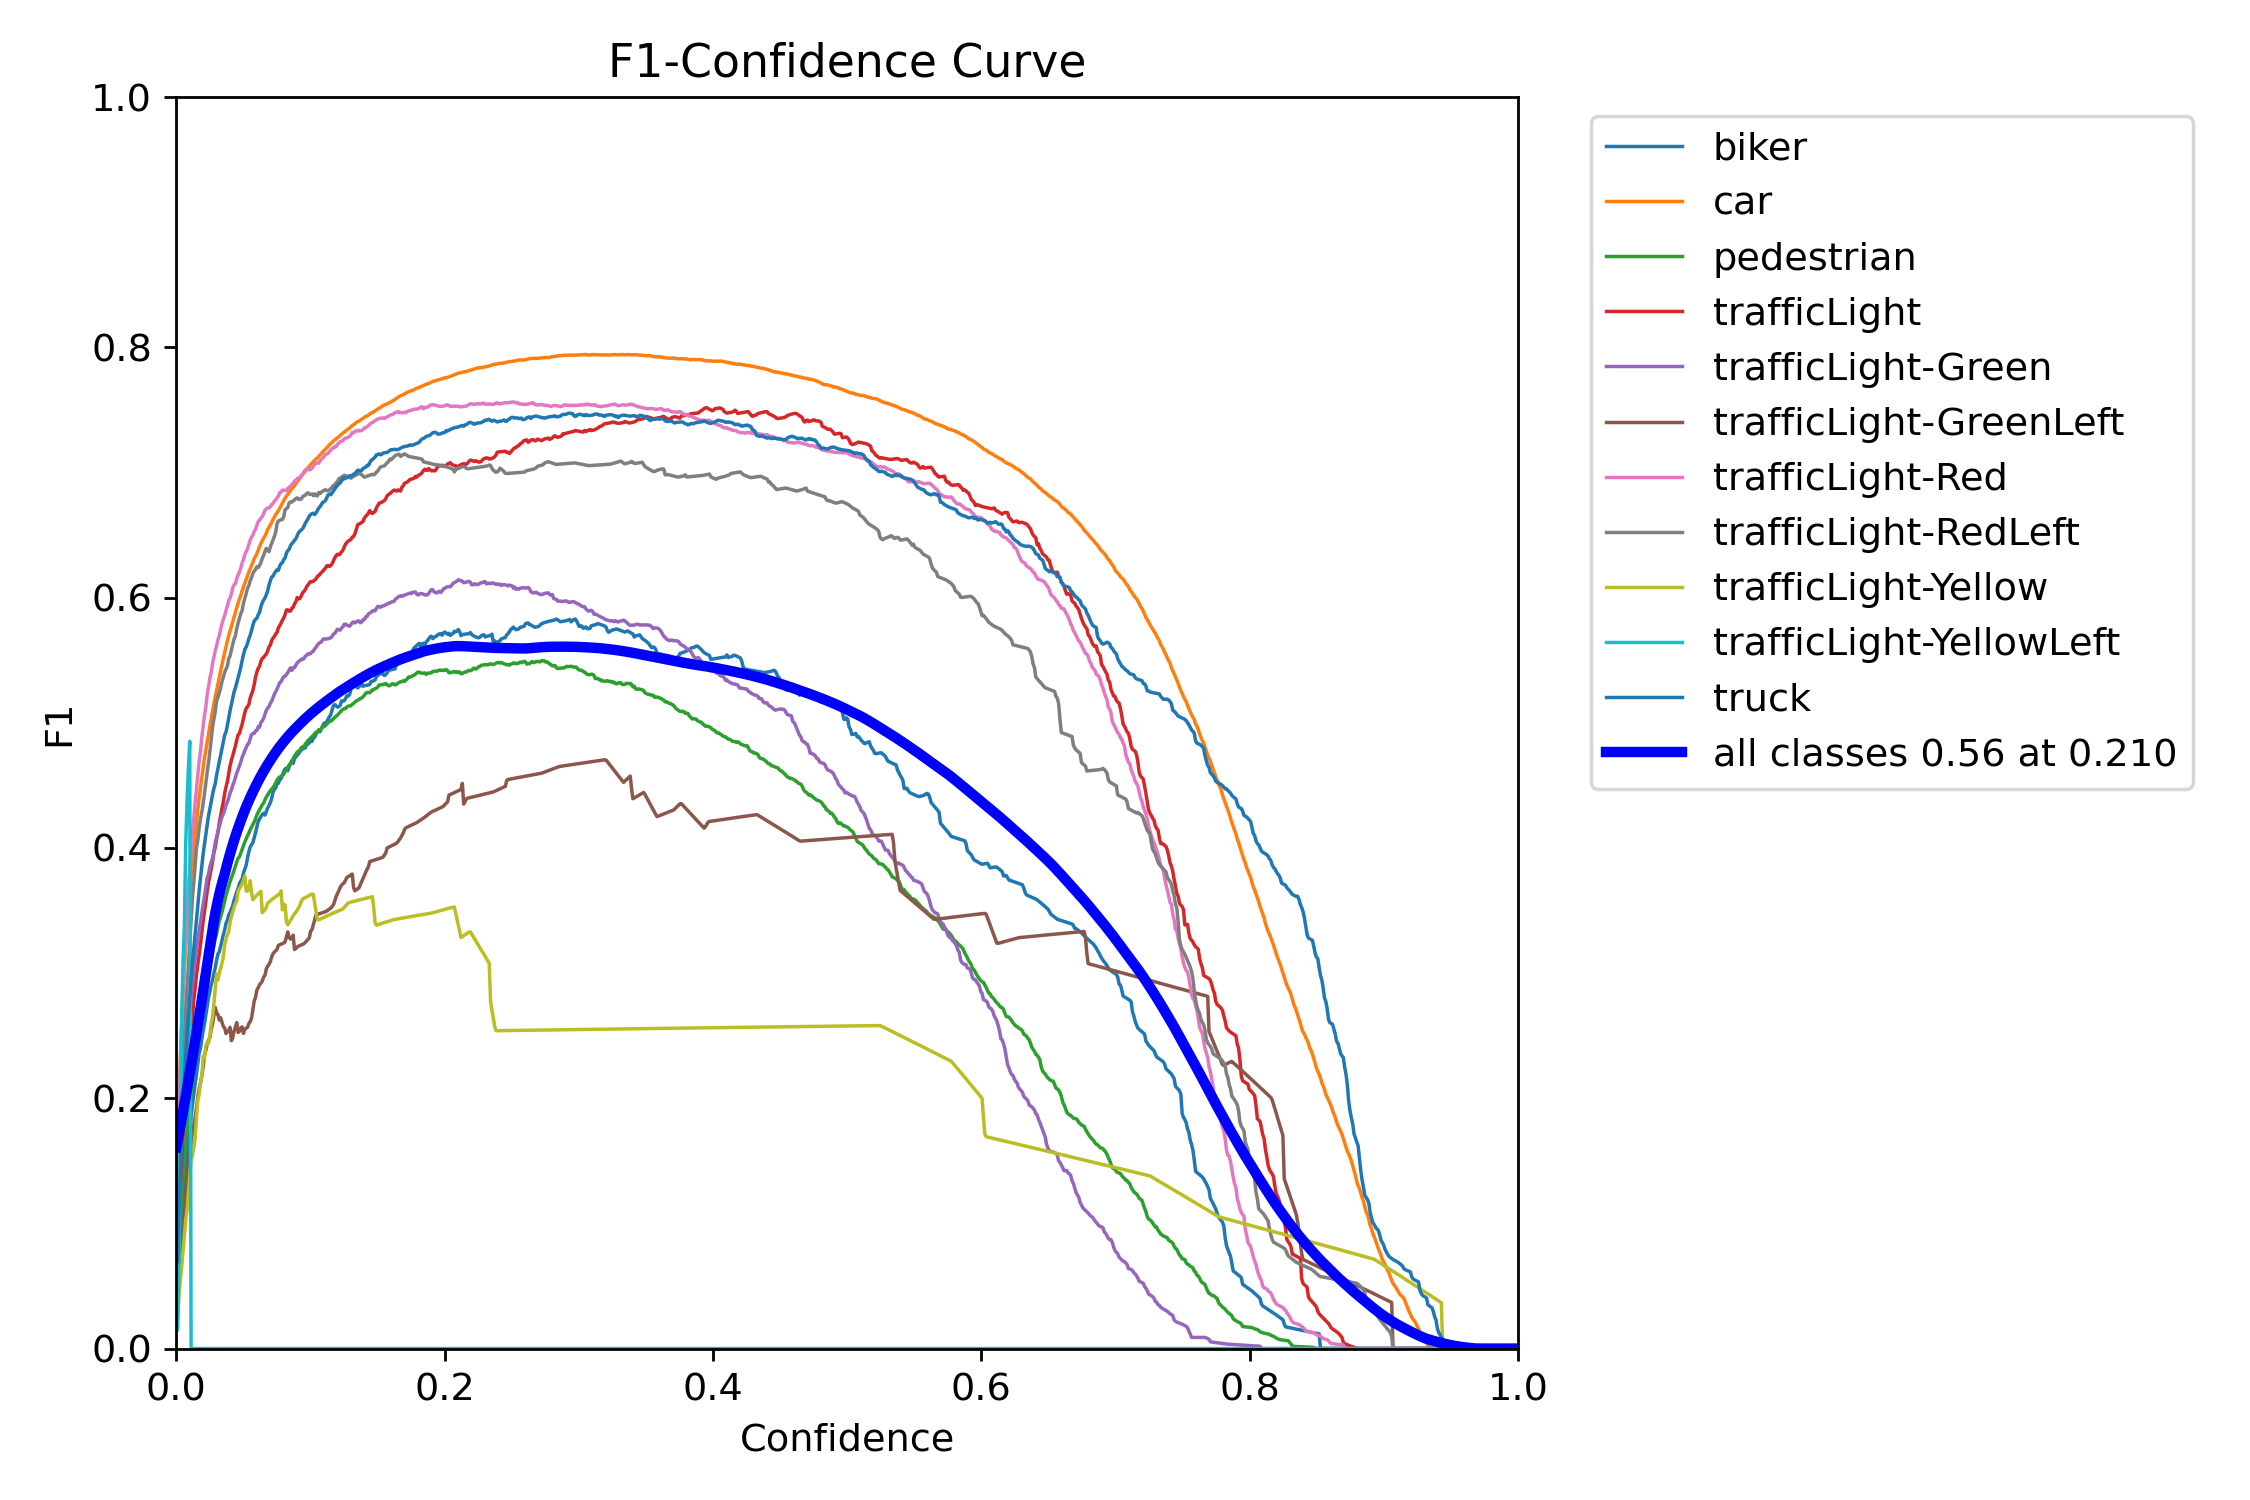 F1-Confidence Curve
1.0
0.8
0.6
0.4
0.2
0.0
F1
0.0 0.2 0.4 0.6 0.8 1.0
Confidence
biker
car
pedestrian
trafficLight
trafficLight-Green
trafficLight-GreenLeft
trafficLight-Red
trafficLight-RedLeft
trafficLight-Yellow
trafficLight-YellowLeft
truck
all classes 0.56 at 0.210